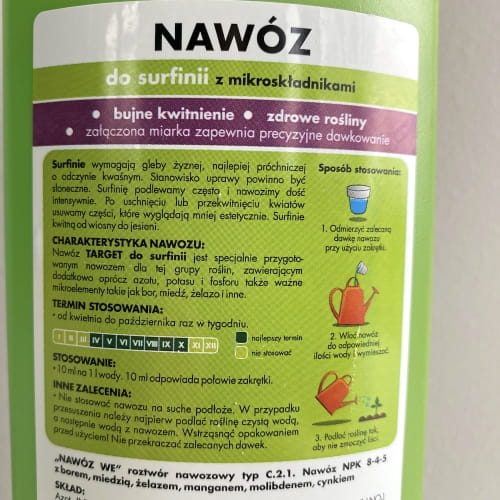 NAWÓZ
do surfinii z mikroskładnikami
• bujne kwitnienie • zdrowe rośliny
• załączona miarka zapewnia precyzyjne dawkowanie
Surfinie wymagają gleby żyznej, najlepiej próchniczej
o odczynie kwaśnym. Stanowisko uprawy powinno być
słoneczne. Surfinię podlewamy często i nawozimy dość
intensywnie. Po uschnięciu lub przekwitnięciu kwiatów
usuwamy części, które wyglądają mniej estetycznie. Surfinie
kwitną od wiosny do jesieni.
CHARAKTERYSTYKA NAWOZU:
Nawóz TARGET do surfinii jest specjalnie przygoto-
wanym nawozem dla tej grupy roślin, zawierającym
dodatkowo oprócz azotu, potasu i fosforu także ważne
mikroelementy takie jak bor, miedź, żelazo i inne.
TERMIN STOSOWANIA:
• od kwietnia do października raz w tygodniu.
I II III IV V VI VII VIII IX X XI XII
najlepszy termin
nie stosować
STOSOWANIE:
• 10 ml na 1 l wody. 10 ml odpowiada połowie zakrętki.
INNE ZALECENIA:
• Nie stosować nawozu na suche podłoże. W przypadku
przesuszenia należy najpierw podlać roślinę czystą wodą,
a następnie wodą z nawozem. Wstrząsnąć opakowaniem
przed użyciem! Nie przekraczać zalecanych dawek.
Sposób stosowania:
1. Odmierzyć zalecaną
dawkę nawozu
przy użyciu zakrętki.
2. Wlać nawóz
do odpowiedniej
ilości wody i wymieszać.
3. Podlać roślinę tak,
aby nie zmoczyć liści.
„NAWÓZ WE" roztwór nawozowy typ C.2.1. Nawóz NPK 8-4-5
z borem, miedzią, żelazem, manganem, molibdenem, cynkiem
SKŁAD: